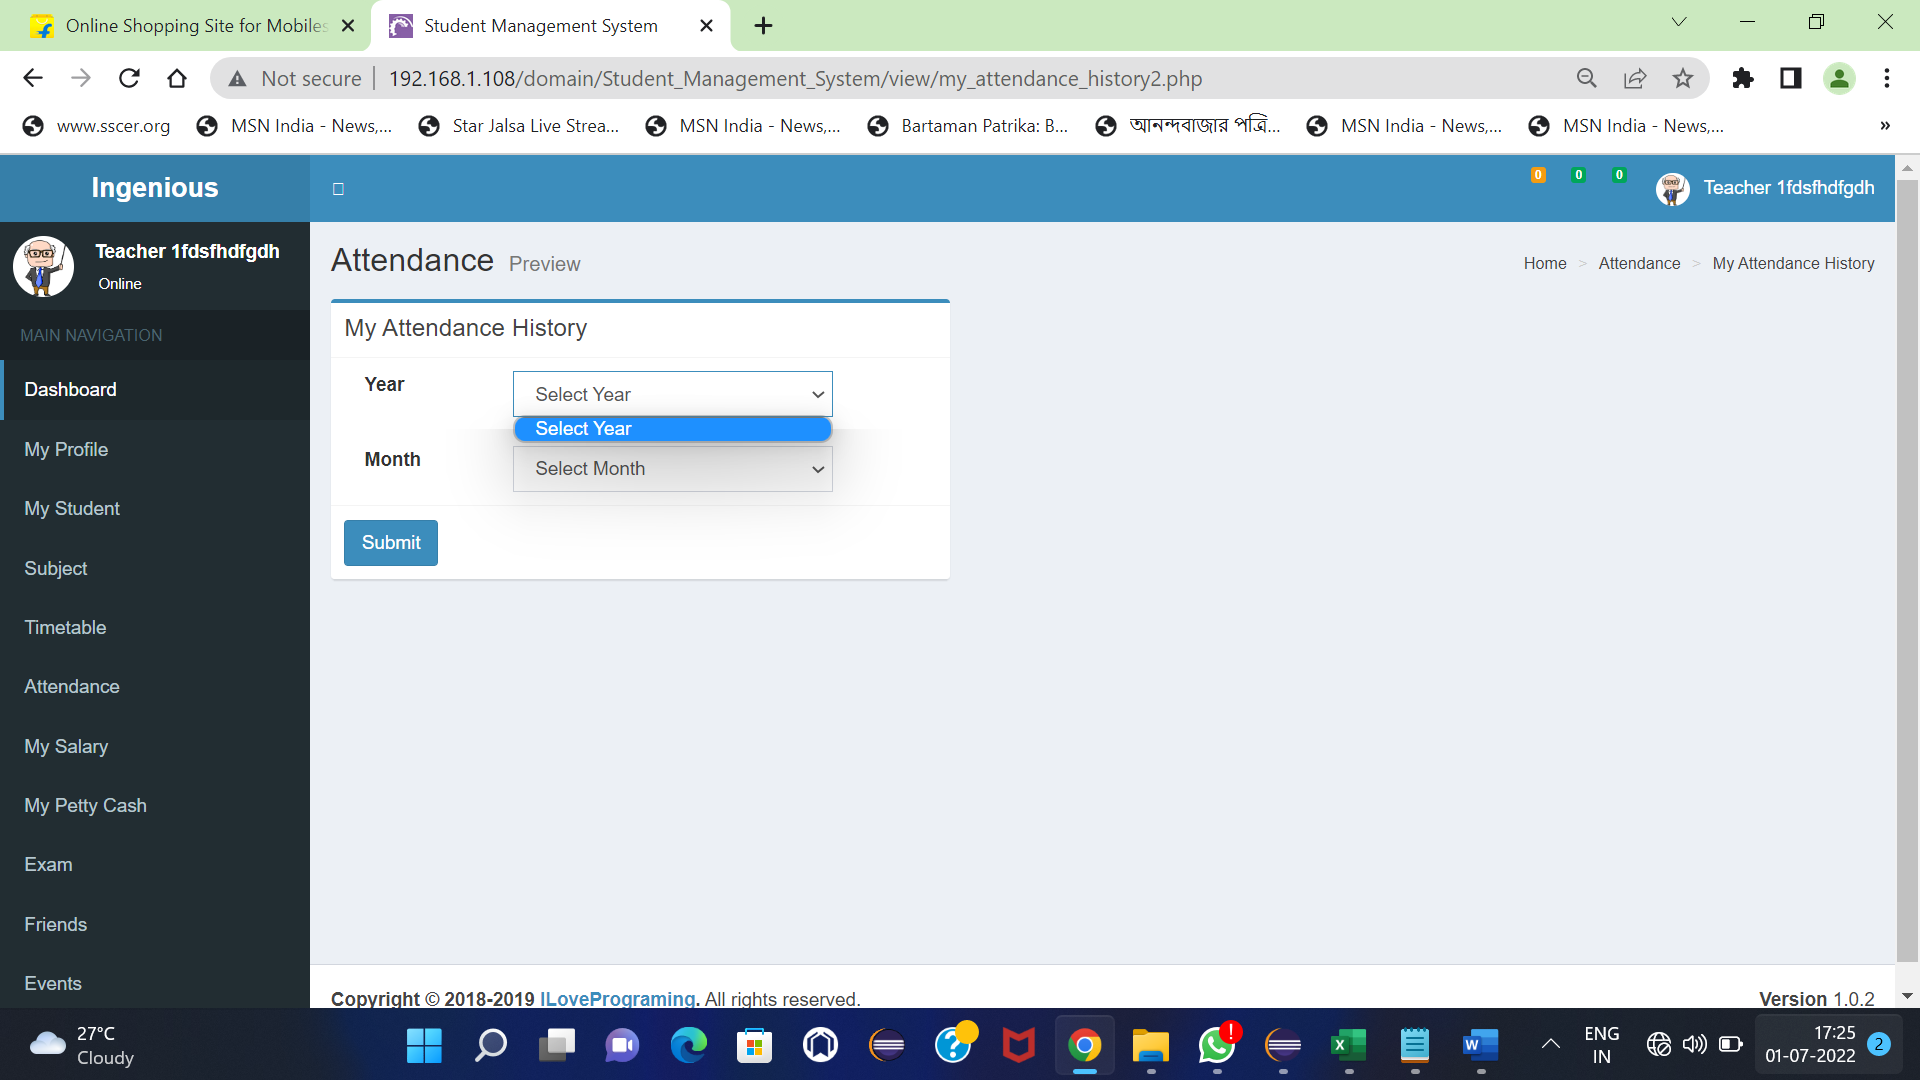 Online Shopping Site for Mobiles
Student Management System
Not secure
192.168.1.108/domain/Student_Management_System/view/my_attendance_history2.php
www.sscer.org
MSN India - News,...
Star Jalsa Live Strea...
MSN India - News,...
Bartaman Patrika: B...
আনন্দবাজার পত্রি...
MSN India - News,...
MSN India - News,...
»
Ingenious
0
0
0
Teacher 1fdsfhdfgdh
Teacher 1fdsfhdfgdh
Online
MAIN NAVIGATION
Dashboard
My Profile
My Student
Subject
Timetable
Attendance
My Salary
My Petty Cash
Exam
Friends
Events
Attendance Preview
Home > Attendance > My Attendance History
My Attendance History
Year
Select Year
Select Year
Month
Select Month
Submit
Copyright © 2018-2019 ILovePrograming. All rights reserved.
Version 1.0.2
27°C
Cloudy
ENG
IN
17:25
01-07-2022
2